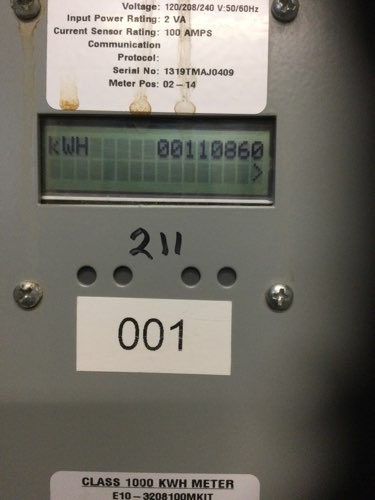 Voltage: 120/208/240 V:50/60Hz
Input Power Rating: 2 VA
Current Sensor Rating: 100 AMPS
Communication
Protocol:
Serial No: 1319TMAJ0409
Meter Pos: 02-14
kWH 00110860
>
211
001
CLASS 1000 KWH METER
E10-3208100MKIT